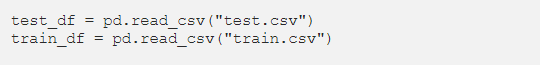 test_df = pd.read_csv("test.csv")
train_df = pd.read_csv("train.csv")